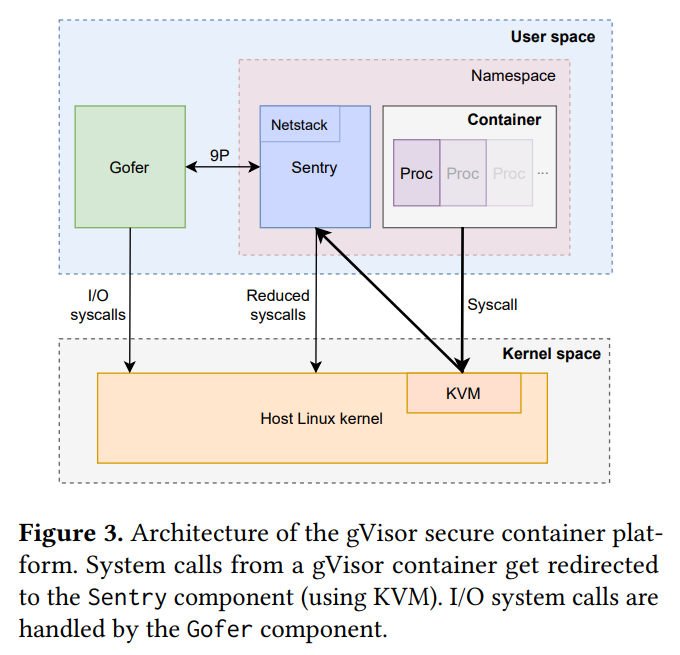 User space
Namespace
Netstack
Container
Gofer
9P
Sentry
Proc
Proc
Proc
...
I/O
syscalls
Reduced
syscalls
Syscall
Kernel space
KVM
Host Linux kernel
Figure 3. Architecture of the gVisor secure container plat-
form. System calls from a gVisor container get redirected
to the Sentry component (using KVM). I/O system calls are
handled by the Gofer component.